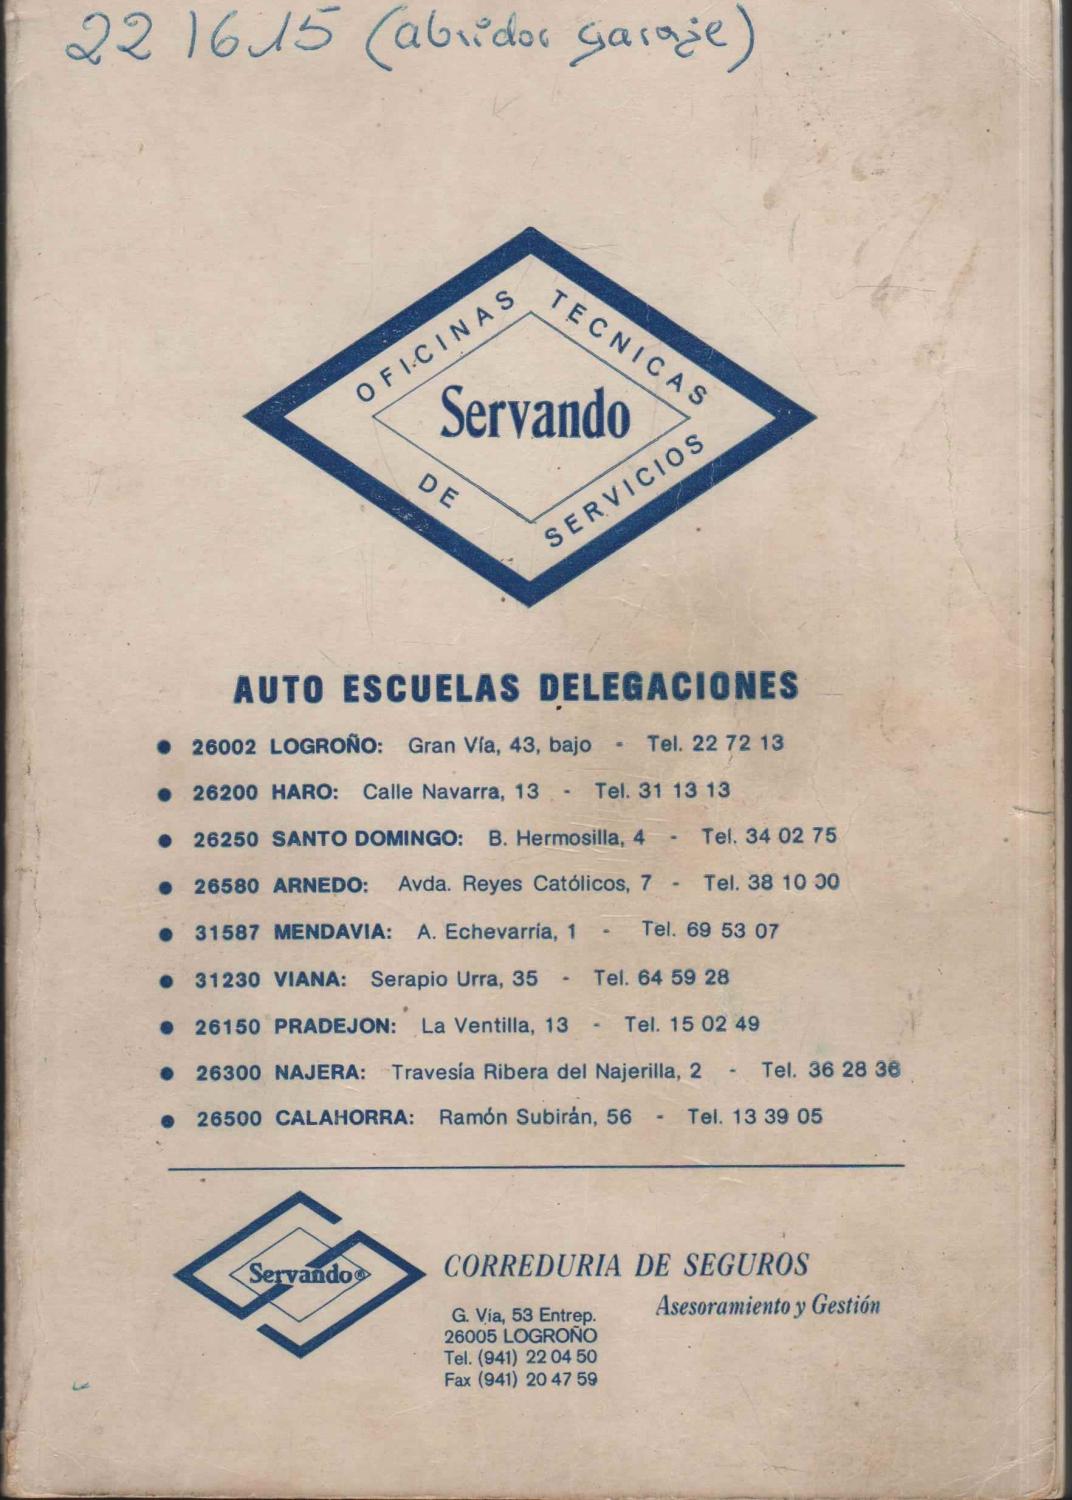 22 16 15 (abridor garaje)
OFICINAS TECNICAS
Servando
DE SERVICIOS
AUTO ESCUELAS DELEGACIONES
● 26002 LOGROÑO: Gran Vía, 43, bajo - Tel. 22 72 13
● 26200 HARO: Calle Navarra, 13 - Tel. 31 13 13
● 26250 SANTO DOMINGO: B. Hermosilla, 4 - Tel. 34 02 75
● 26580 ARNEDO: Avda. Reyes Católicos, 7 - Tel. 38 10 00
● 31587 MENDAVIA: A. Echevarría, 1 - Tel. 69 53 07
● 31230 VIANA: Serapio Urra, 35 - Tel. 64 59 28
● 26150 PRADEJON: La Ventilla, 13 - Tel. 15 02 49
● 26300 NAJERA: Travesía Ribera del Najerilla, 2 - Tel. 36 28 36
● 26500 CALAHORRA: Ramón Subirán, 56 - Tel. 13 39 05
Servando®
CORREDURIA DE SEGUROS
Asesoramiento y Gestión
G. Vía, 53 Entrep.
26005 LOGROÑO
Tel. (941) 22 04 50
Fax (941) 20 47 59